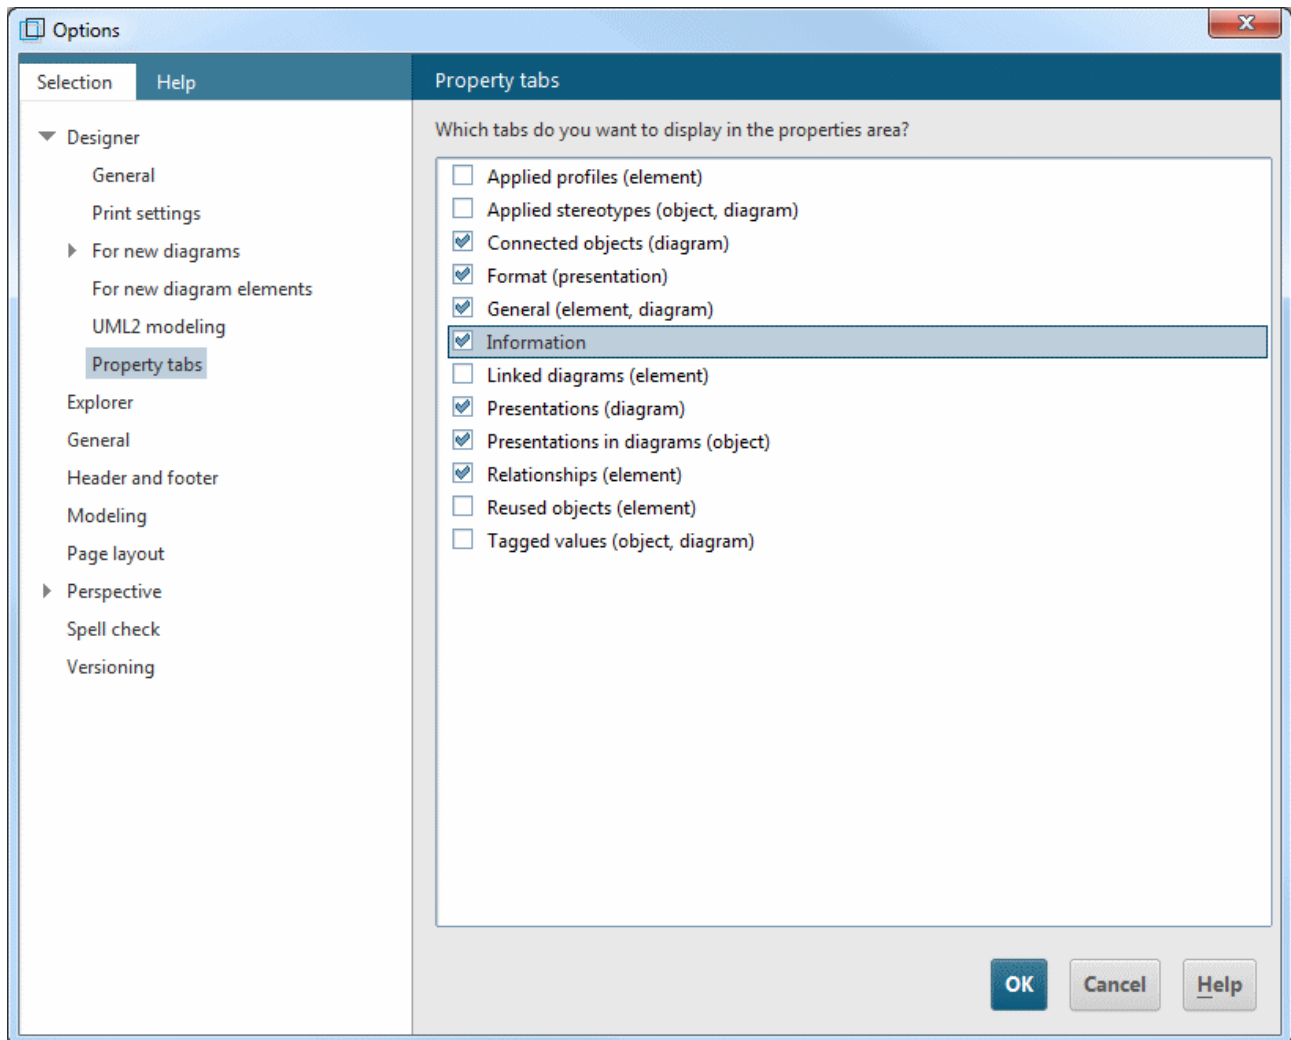 Options
Selection
Help
Designer
General
Print settings
For new diagrams
For new diagram elements
UML2 modeling
Property tabs
Explorer
General
Header and footer
Modeling
Page layout
Perspective
Spell check
Versioning
Property tabs
Which tabs do you want to display in the properties area?
Applied profiles (element)
Applied stereotypes (object, diagram)
Connected objects (diagram)
Format (presentation)
General (element, diagram)
Information
Linked diagrams (element)
Presentations (diagram)
Presentations in diagrams (object)
Relationships (element)
Reused objects (element)
Tagged values (object, diagram)
OK
Cancel
Help